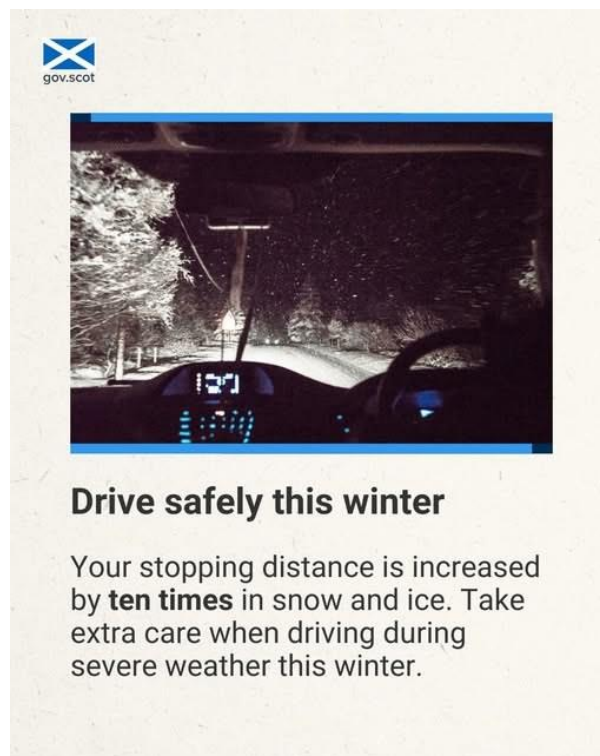 gov.scot
Drive safely this winter
Your stopping distance is increased
by ten times in snow and ice. Take
extra care when driving during
severe weather this winter.